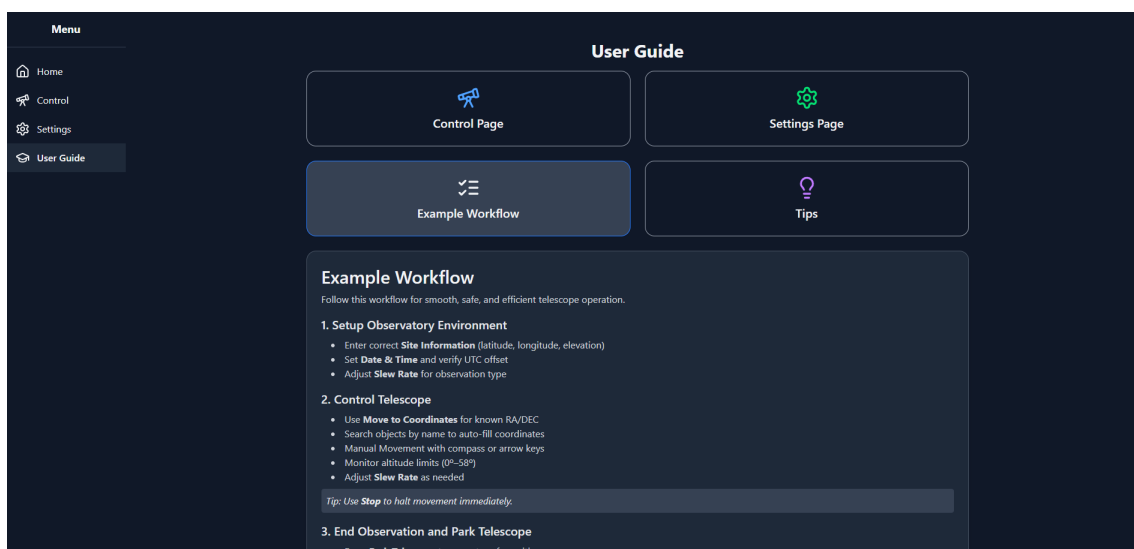 Menu
Home
Control
Settings
User Guide
User Guide
Control Page
Settings Page
Example Workflow
Tips
Example Workflow
Follow this workflow for smooth, safe, and efficient telescope operation.
1. Setup Observatory Environment
• Enter correct Site Information (latitude, longitude, elevation)
• Set Date & Time and verify UTC offset
• Adjust Slew Rate for observation type
2. Control Telescope
• Use Move to Coordinates for known RA/DEC
• Search objects by name to auto-fill coordinates
• Manual Movement with compass or arrow keys
• Monitor altitude limits (0º–58º)
• Adjust Slew Rate as needed
Tip: Use Stop to halt movement immediately.
3. End Observation and Park Telescope